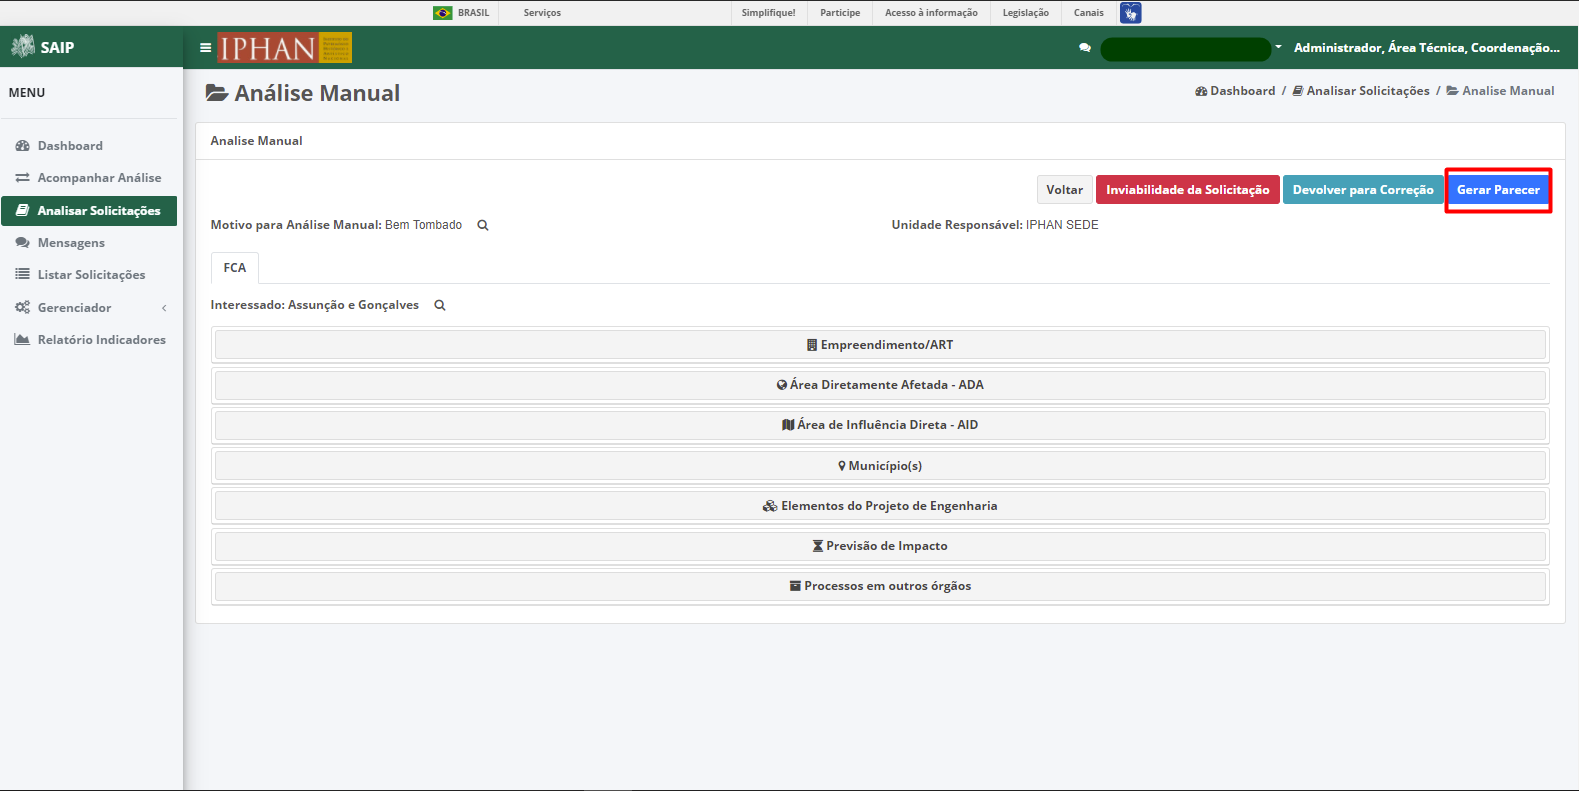 BRASIL Serviços Simplifique! Participe Acesso à informação Legislação Canais
SAIP IPHAN Administrador, Área Técnica, Coordenação...
MENU
Dashboard
Acompanhar Análise
Analisar Solicitações
Mensagens
Listar Solicitações
Gerenciador
Relatório Indicadores
Análise Manual
Dashboard / Analisar Solicitações / Analise Manual
Analise Manual
Voltar Inviabilidade da Solicitação Devolver para Correção Gerar Parecer
Motivo para Análise Manual: Bem Tombado Unidade Responsável: IPHAN SEDE
FCA
Interessado: Assunção e Gonçalves
Empreendimento/ART
Área Diretamente Afetada - ADA
Área de Influência Direta - AID
Município(s)
Elementos do Projeto de Engenharia
Previsão de Impacto
Processos em outros órgãos